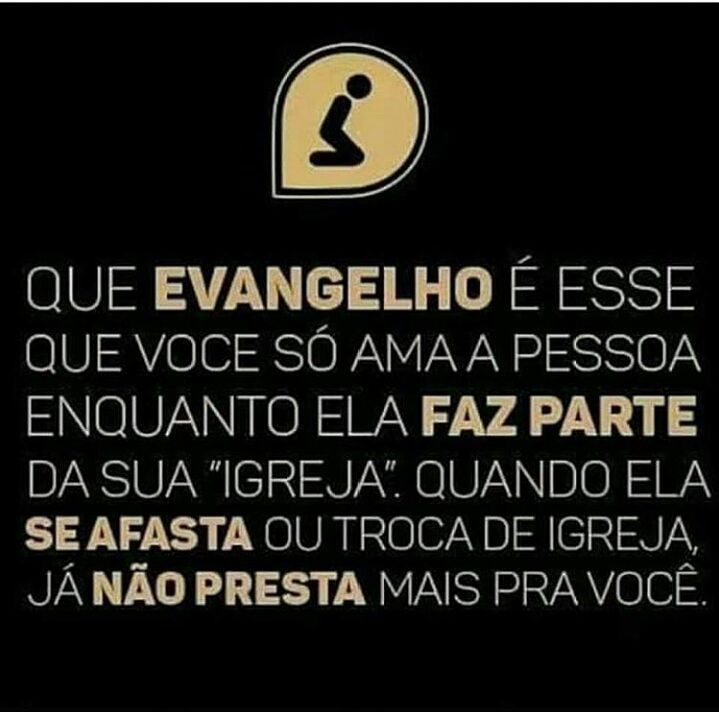 QUE EVANGELHO É ESSE
QUE VOCE SÓ AMA A PESSOA
ENQUANTO ELA FAZ PARTE
DA SUA "IGREJA". QUANDO ELA
SE AFASTA OU TROCA DE IGREJA,
JÁ NÃO PRESTA MAIS PRA VOCÊ.